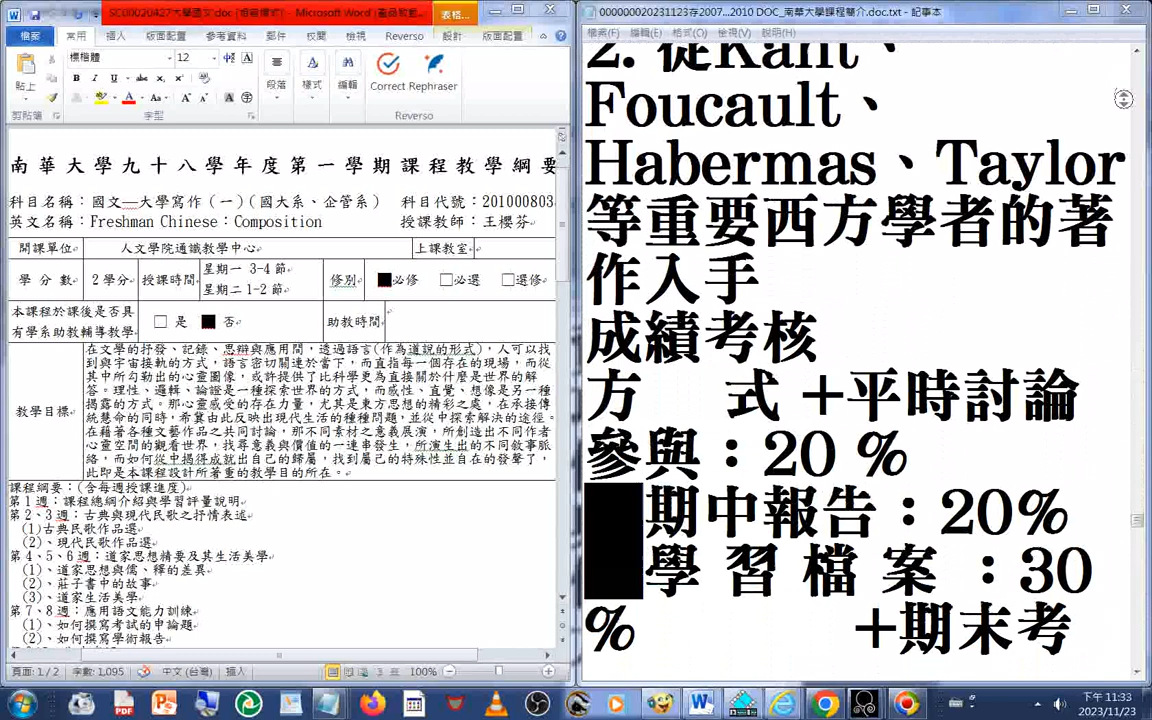 SC00020427大學國文.doc [相容模式] - Microsoft Word (產品啟動...
表格...
檔案 常用 插入 版面配置 參考資料 郵件 校閱 檢視 Reverso 設計 版面配置
標楷體 12
貼上 段落 樣式 編輯 Correct Rephraser
剪貼簿 字型 Reverso
南華大學九十八學年度第一學期課程教學綱要
科目名稱：國文—大學寫作(一)(國大系、企管系) 科目代號：201000803
英文名稱：Freshman Chinese：Composition 授課教師：王櫻芬
開課單位 人文學院通識教學中心 上課教室
學分數 2學分 授課時間 星期一 3-4節 修別 ■必修 □必選 □選修
星期二1-2節
本課程於課後是否具 □ 是 ■ 否 助教時間
有學系助教輔導教學
教學目標
在文學的抒發、記錄、思辯與應用間，透過語言(作為道說的形式)，人可以找
到與宇宙接軌的方式，語言密切關連於當下，而直指每一個存在的現場，而從
其中所勾勒出的心靈圖像，或許提供了比科學更為直接關於什麼是世界的解
答。理性、邏輯、論證是一種探索世界的方式，而感性、直覺、想像是另一種
揭露的方式。那心靈感受的存在力量，尤其是東方思想的精彩之處，在承接傳
統慧命的同時，希冀由此反映出現代生活的種種問題，並從中探索解決的途徑。
在藉著各種文藝作品之共同討論，那不同素材之意義展演，所創造出不同作者
心靈空間的觀看世界，找尋意義與價值的一連串發生，所演生出的不同敘事脈
絡，而如何從中揭得成就出自己的歸屬，找到屬己的特殊性並自在的發聲了，
此即是本課程設計所著重的教學目的所在。
課程綱要：(含每週授課進度)
第1週：課程總綱介紹與學習評量說明
第2、3週：古典與現代民歌之抒情表述
(1)古典民歌作品選
(2)、現代民歌作品選
第4、5、6週：道家思想精要及其生活美學
(1)、道家思想與儒、釋的差異
(2)、莊子書中的故事
(3)、道家生活美學
第7、8週：應用語文能力訓練
(1)、如何撰寫考試的申論題
(2)、如何撰寫學術報告
頁面: 1/2 字數: 1,095 中文(台灣) 插入 100%
000000020231123存2007...2010 DOC_南華大學課程簡介.doc.txt - 記事本
檔案(F) 編輯(E) 格式(O) 檢視(V) 說明(H)
2. 從Kant、
Foucault、
Habermas、Taylor
等重要西方學者的著
作入手
成績考核
方 式 +平時討論
參與：20 %
期中報告：20%
學 習 檔 案 ：30
% +期末考
下午 11:33
2023/11/23